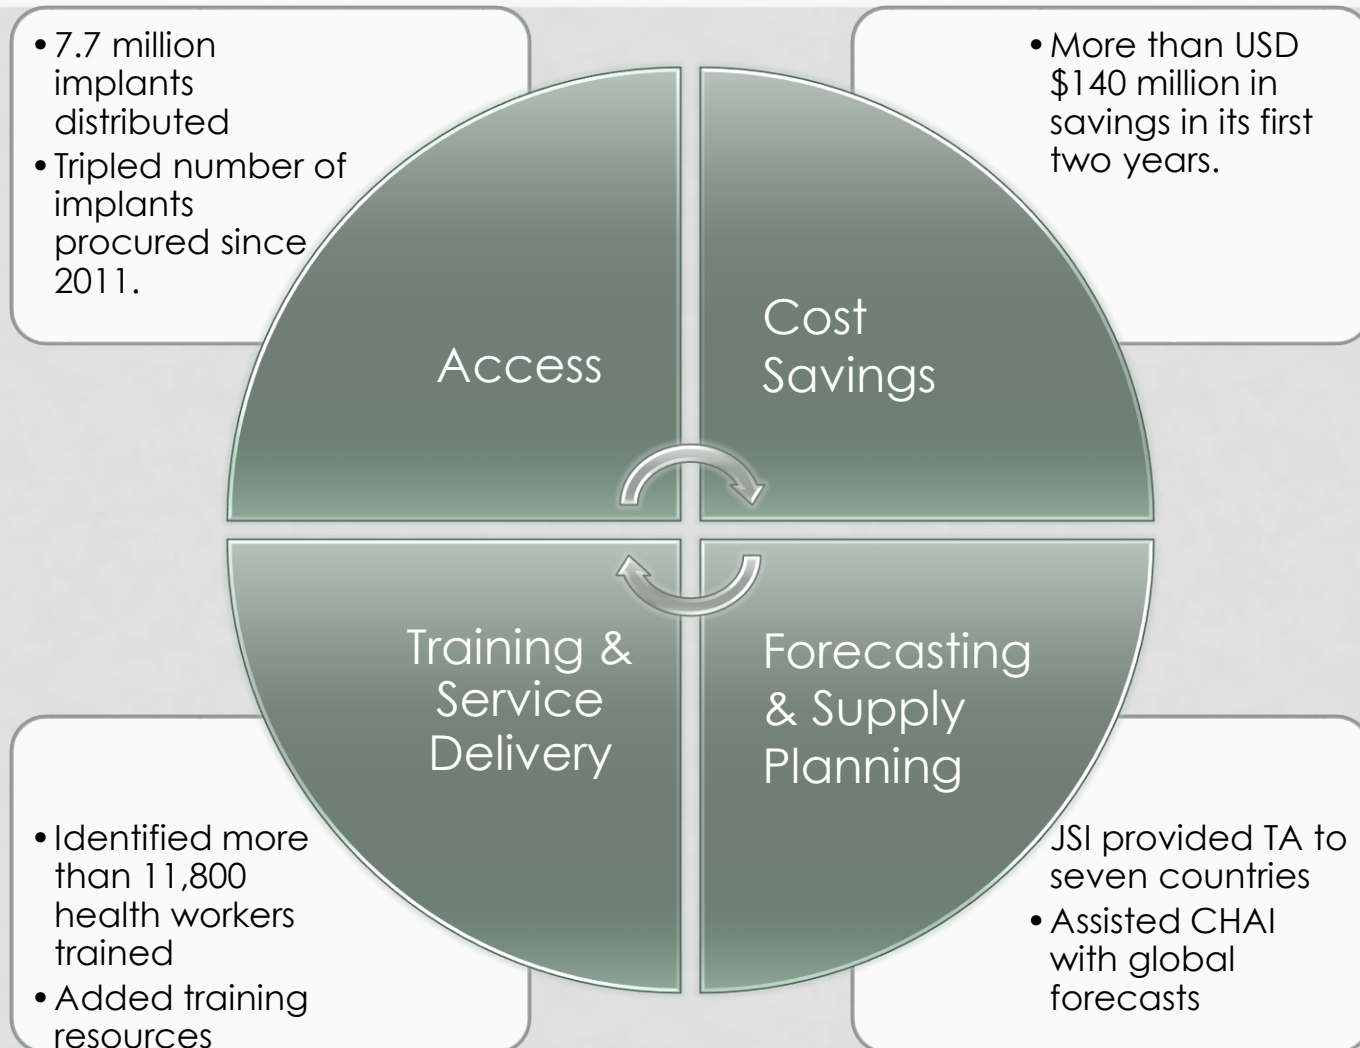 • 7.7 million
implants
distributed
• Tripled number of
implants
procured since
2011.
• More than USD
$140 million in
savings in its first
two years.
Access
Cost
Savings
Training &
Service
Delivery
Forecasting
& Supply
Planning
• Identified more
than 11,800
health workers
trained
• Added training
resources
JSI provided TA to
seven countries
• Assisted CHAI
with global
forecasts